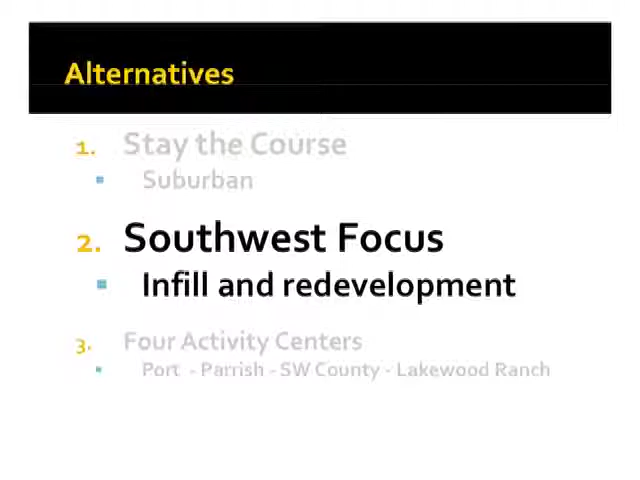 Alternatives
1. Stay the Course
▪ Suburban
2. Southwest Focus
▪ Infill and redevelopment
3. Four Activity Centers
▪ Port - Parrish - SW County - Lakewood Ranch